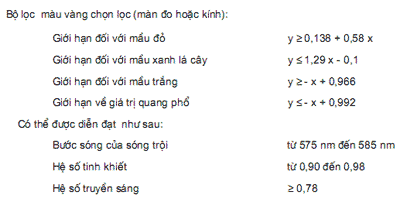 Bộ lọc màu vàng chọn lọc (màn đo hoặc kính):
Giới hạn đối với mẩu đỏ y ≥ 0,138 + 0,58 x
Giới hạn đối với mẩu xanh lá cây y ≤ 1,29 x - 0,1
Giới hạn đối với mẩu trắng y ≥ - x + 0,966
Giới hạn về giá trị quang phổ y ≤ - x + 0,992
Có thể được diễn đạt như sau:
Bước sóng của sóng trội từ 575 nm đến 585 nm
Hệ số tinh khiết từ 0,90 đến 0,98
Hệ số truyền sáng ≥ 0,78